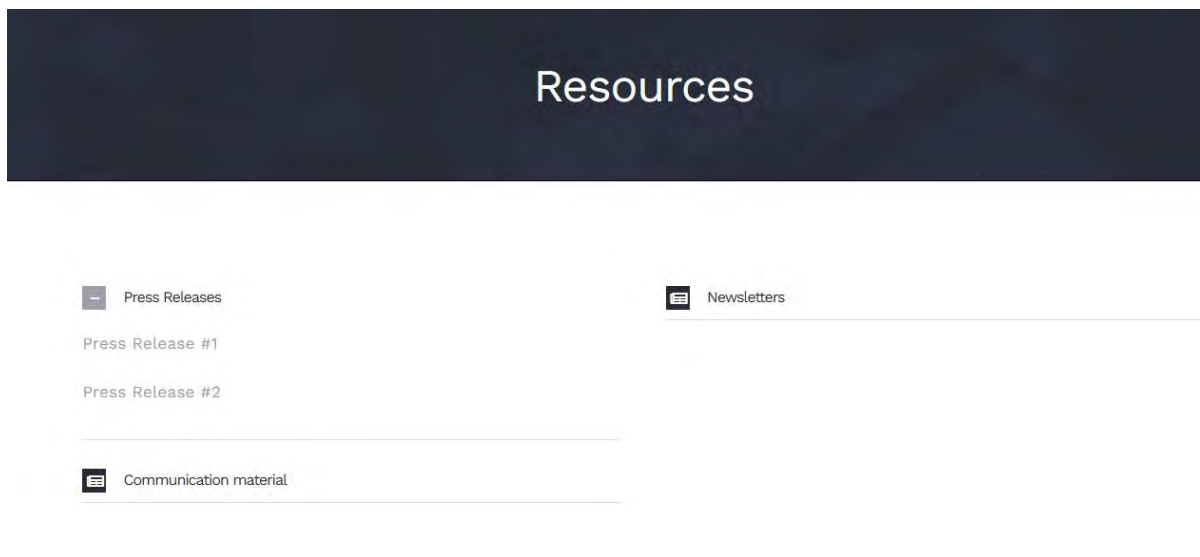 Resources
Press Releases
Press Release #1
Press Release #2
Communication material
Newsletters